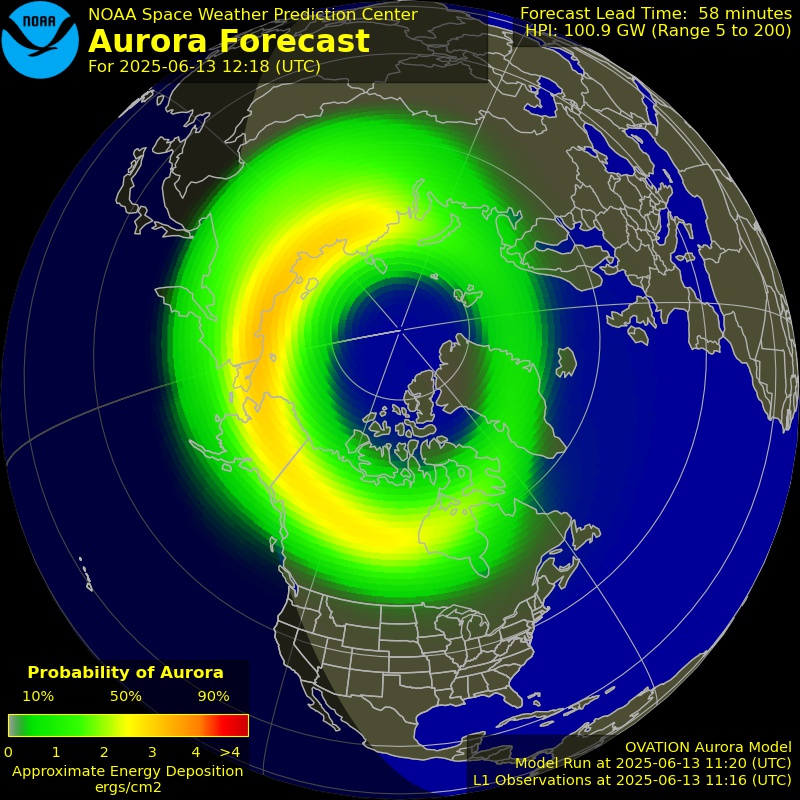 NOAA
NOAA Space Weather Prediction Center
Aurora Forecast
For 2025-06-13 12:18 (UTC)
Forecast Lead Time: 58 minutes
HPI: 100.9 GW (Range 5 to 200)
Probability of Aurora
10% 50% 90%
0 1 2 3 4 >4
Approximate Energy Deposition
ergs/cm2
OVATION Aurora Model
Model Run at 2025-06-13 11:20 (UTC)
L1 Observations at 2025-06-13 11:16 (UTC)